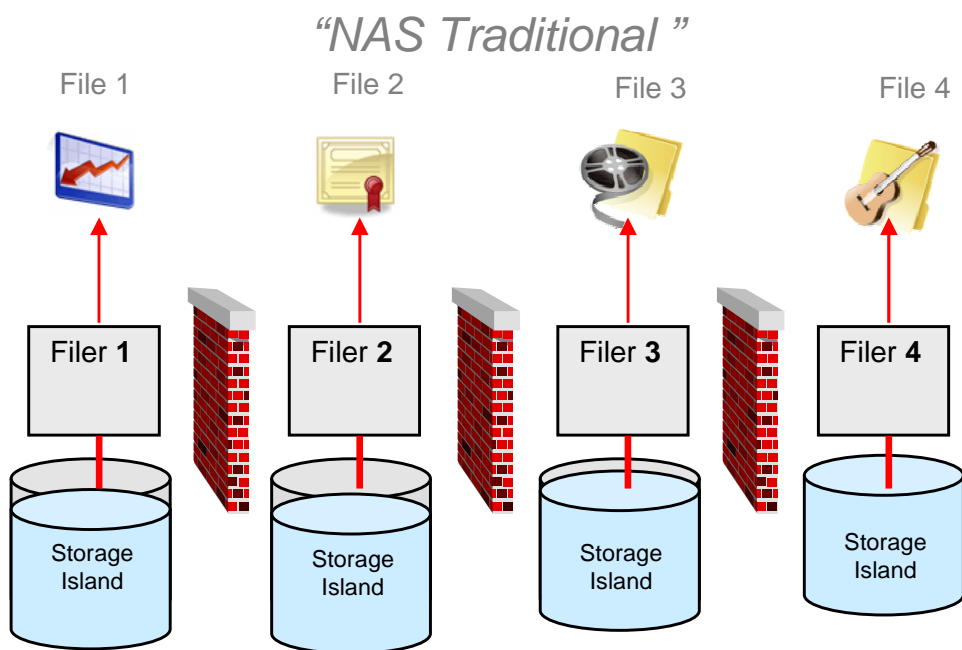 “NAS Traditional ”
File 1
File 2
File 3
File 4
Filer 1
Filer 2
Filer 3
Filer 4
Storage
Island
Storage
Island
Storage
Island
Storage
Island